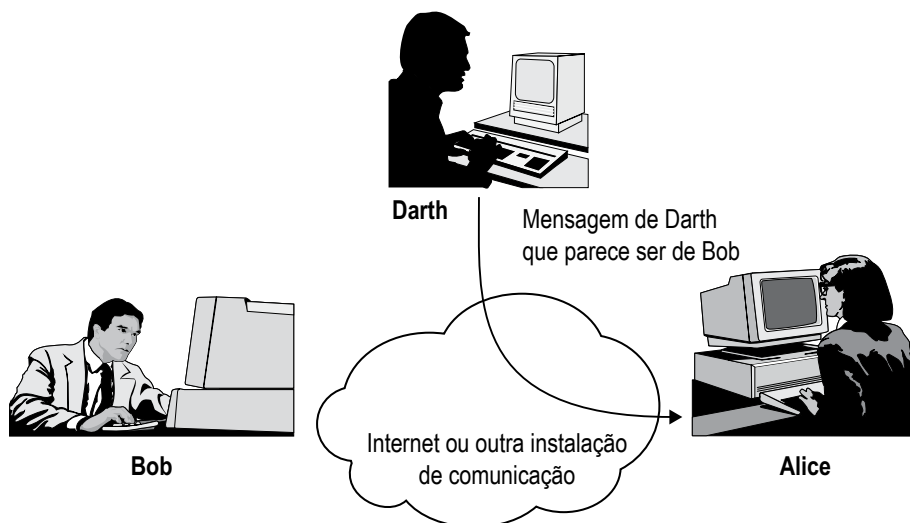 Darth
Mensagem de Darth
que parece ser de Bob
Internet ou outra instalação
de comunicação
Bob
Alice